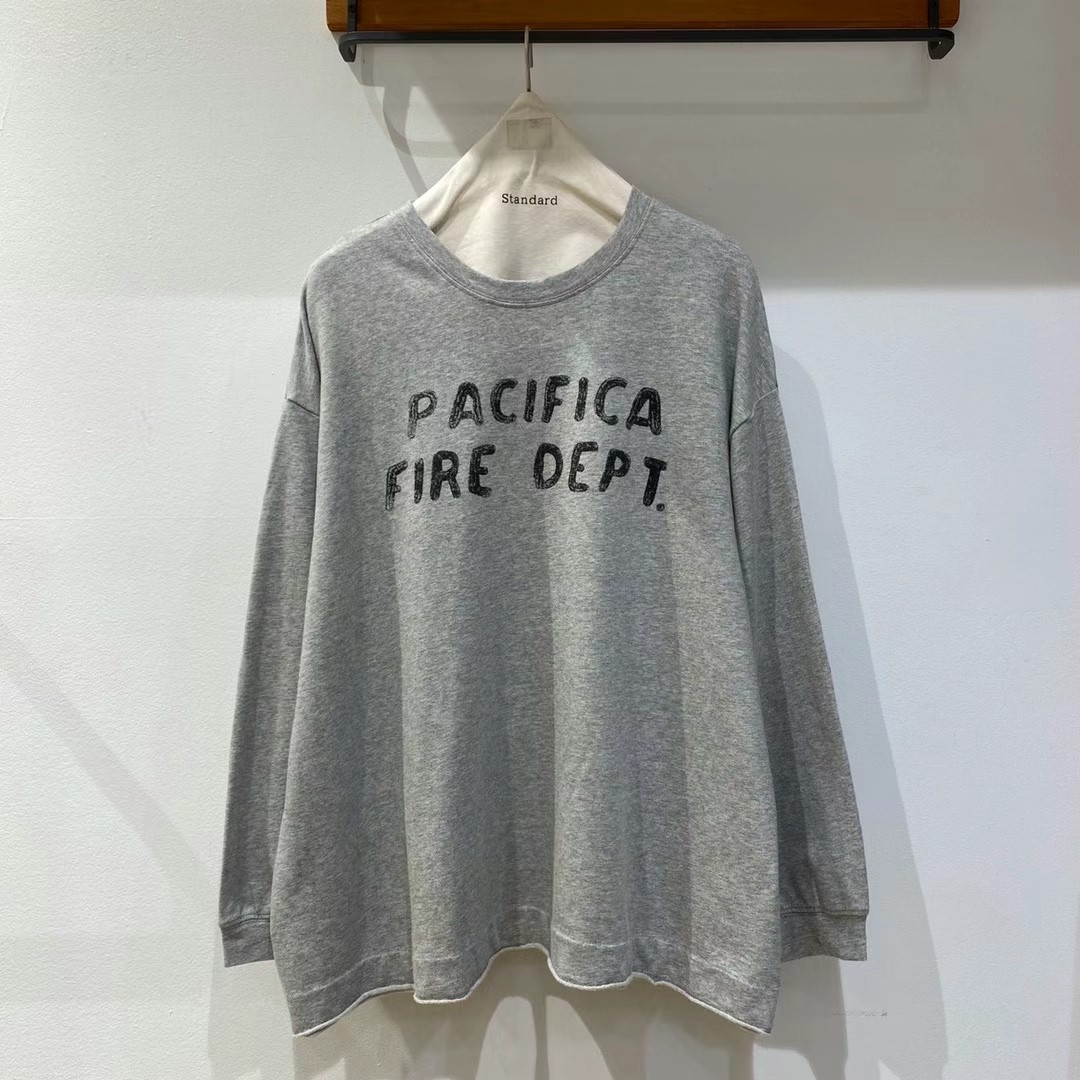 Standard
PACIFICA
FIRE DEPT.